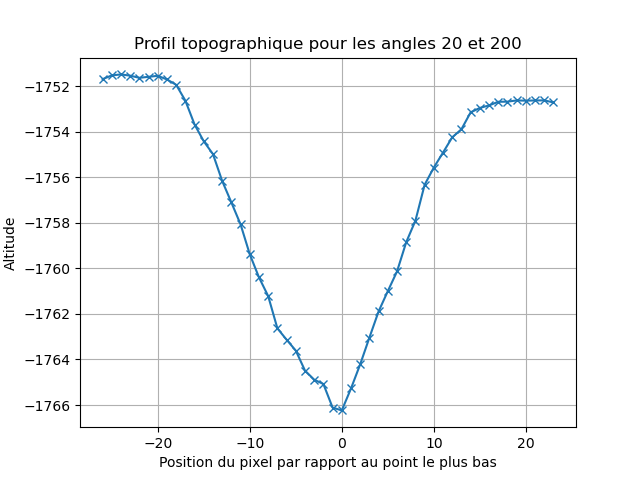 Profil topographique pour les angles 20 et 200
−1752
−1754
−1756
−1758
−1760
−1762
−1764
−1766
Altitude
−20 −10 0 10 20
Position du pixel par rapport au point le plus bas